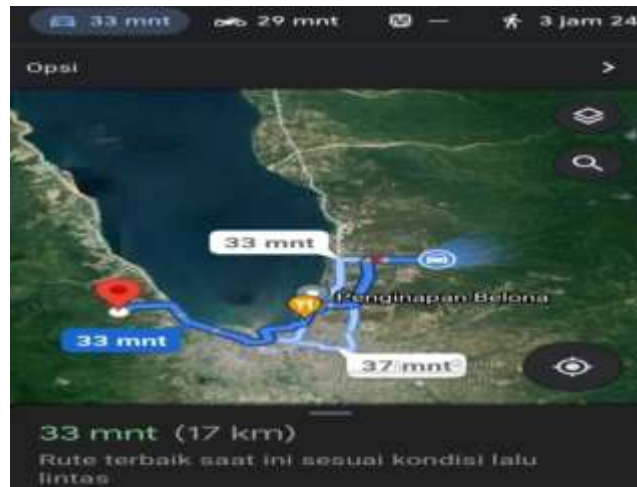 33 mnt 29 mnt — 3 jam 24
Opsi
33 mnt
Penginapan Belona
33 mnt
37 mnt
33 mnt (17 km)
Rute terbaik saat ini sesuai kondisi lalu
lintas